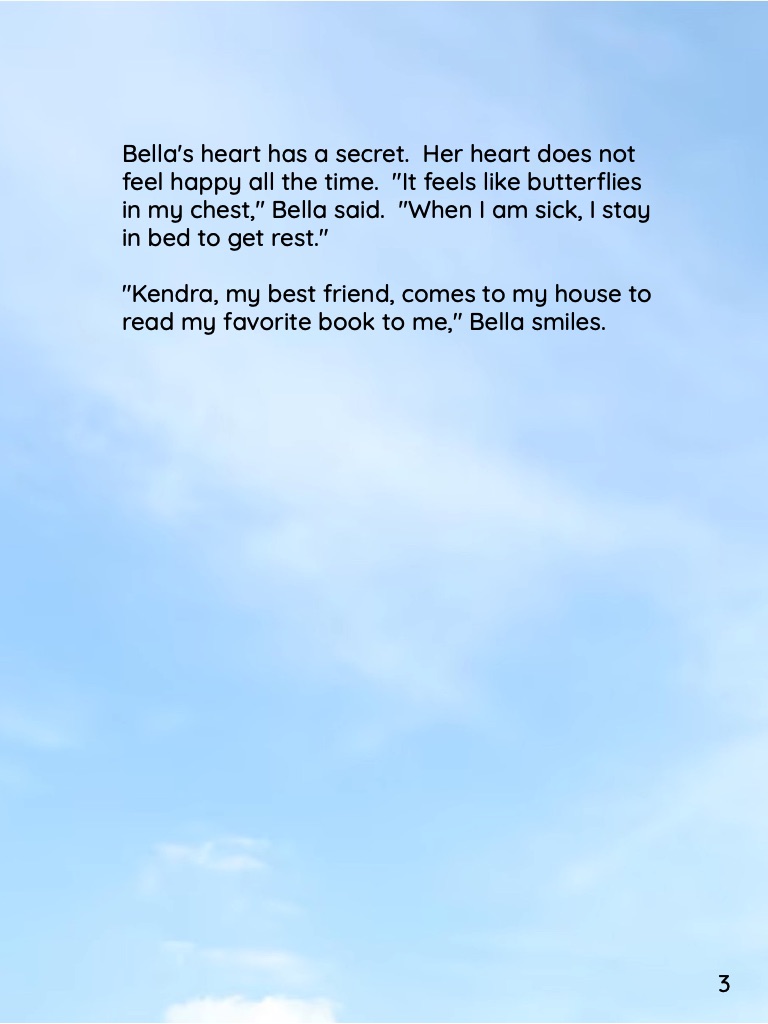 Bella's heart has a secret.  Her heart does not
feel happy all the time.  "It feels like butterflies
in my chest," Bella said.  "When I am sick, I stay
in bed to get rest."

"Kendra, my best friend, comes to my house to
read my favorite book to me," Bella smiles.

3